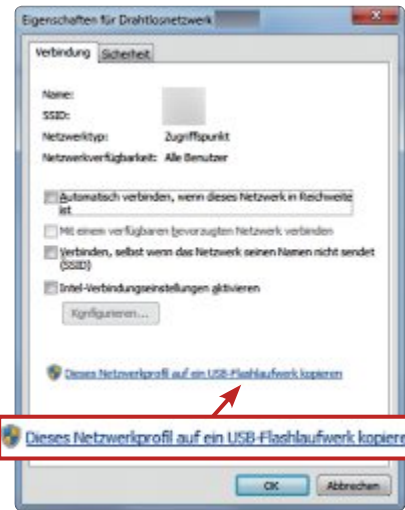 Eigenschaften für Drahtlosnetzwerk
Verbindung Sicherheit
Name:
SSID:
Netzwerktyp: Zugriffspunkt
Netzwerkverfügbarkeit: Alle Benutzer
Automatisch verbinden, wenn dieses Netzwerk in Reichweite
ist
Mit einem verfügbaren bevorzugten Netzwerk verbinden
Verbinden, selbst wenn das Netzwerk seinen Namen nicht sendet
(SSID)
Intel-Verbindungseinstellungen aktivieren
Konfigurieren...
Dieses Netzwerkprofil auf ein USB-Flashlaufwerk kopieren
Dieses Netzwerkprofil auf ein USB-Flashlaufwerk kopiere
OK Abbrechen